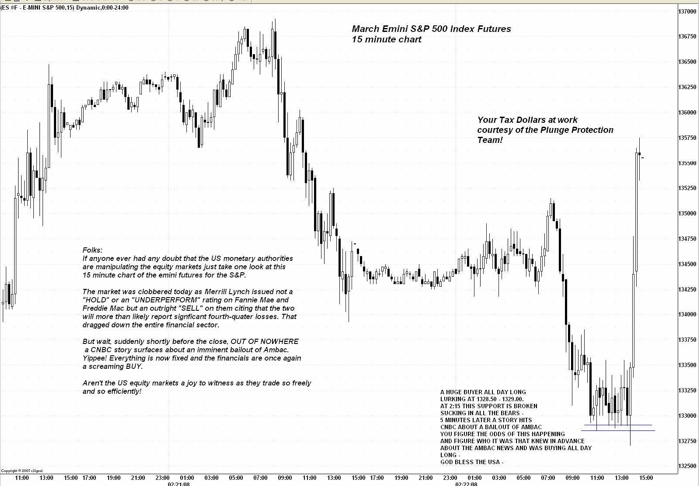 (ES #F - E-MINI S&P 500,15) Dynamic,0:00-24:00
March Emini S&P 500 Index Futures
15 minute chart
Your Tax Dollars at work
courtesy of the Plunge Protection
Team!
Folks:
If anyone ever had any doubt that the US monetary authorities
are manipulating the equity markets just take one look at this
15 minute chart of the emini futures for the S&P.
The market was clobbered today as Merrill Lynch issued not a
"HOLD" or an "UNDERPERFORM" rating on Fannie Mae and
Freddie Mac but an outright "SELL" on them citing that the two
will more than likely report signficant fourth-quater losses. That
dragged down the entire financial sector.
But wait, suddenly shortly before the close, OUT OF NOWHERE
a CNBC story surfaces about an imminent bailout of Ambac.
Yippee! Everything is now fixed and the financials are once again
a screaming BUY.
Aren't the US equity markets a joy to witness as they trade so freely
and so efficiently!
A HUGE BUYER ALL DAY LONG
LURKING AT 1328.50 - 1329.00.
AT 2:15 THIS SUPPORT IS BROKEN
SUCKING IN ALL THE BEARS -
5 MINUTES LATER A STORY HITS
CNBC ABOUT A BAILOUT OF AMBAC
YOU FIGURE THE ODDS OF THIS HAPPENING
AND FIGURE WHO IT WAS THAT KNEW IN ADVANCE
ABOUT THE AMBAC NEWS AND WAS BUYING ALL DAY
LONG -
GOD BLESS THE USA -
137000
136750
136500
136250
136000
135750
135500
135250
135000
134750
134500
134250
134000
133750
133500
133250
133000
132750
132500
Copyright © 2007 eSignal.
11:00 13:00 15:00 17:00 19:00 21:00 23:00 01:00 03:00 05:00 07:00 09:00 11:00 13:00 15:00 17:00 19:00 21:00 23:00 01:00 03:00 05:00 07:00 09:00 11:00 13:00 15:00
02:21:08 02:22:08